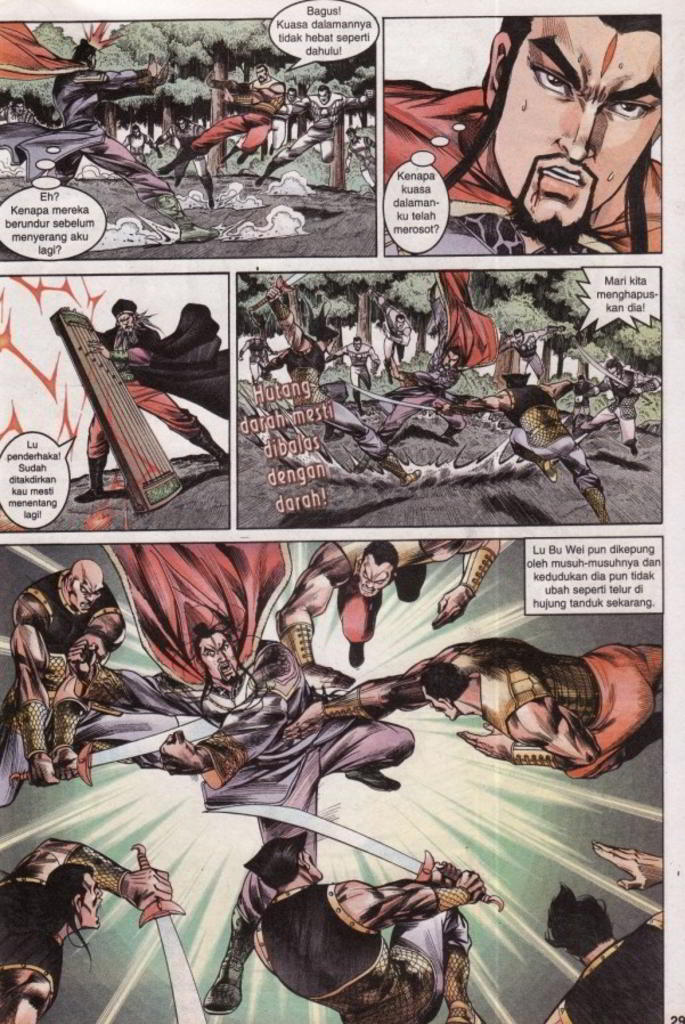 Bagus!
Kuasa dalamannya
tidak hebat seperti
dahulu!
Eh?
Kenapa mereka
berundur sebelum
menyerang aku
lagi?
Kenapa
kuasa
dalaman-
ku telah
merosot?
Lu
penderhaka!
Sudah
ditakdirkan
kau mesti
menentang
lagi!
Mari kita
menghapus-
kan dia!
Hutang
darah mesti
dibalas
dengan
darah!
Lu Bu Wei pun dikepung
oleh musuh-musuhnya dan
kedudukan dia pun tidak
ubah seperti telur di
hujung tanduk sekarang.
29